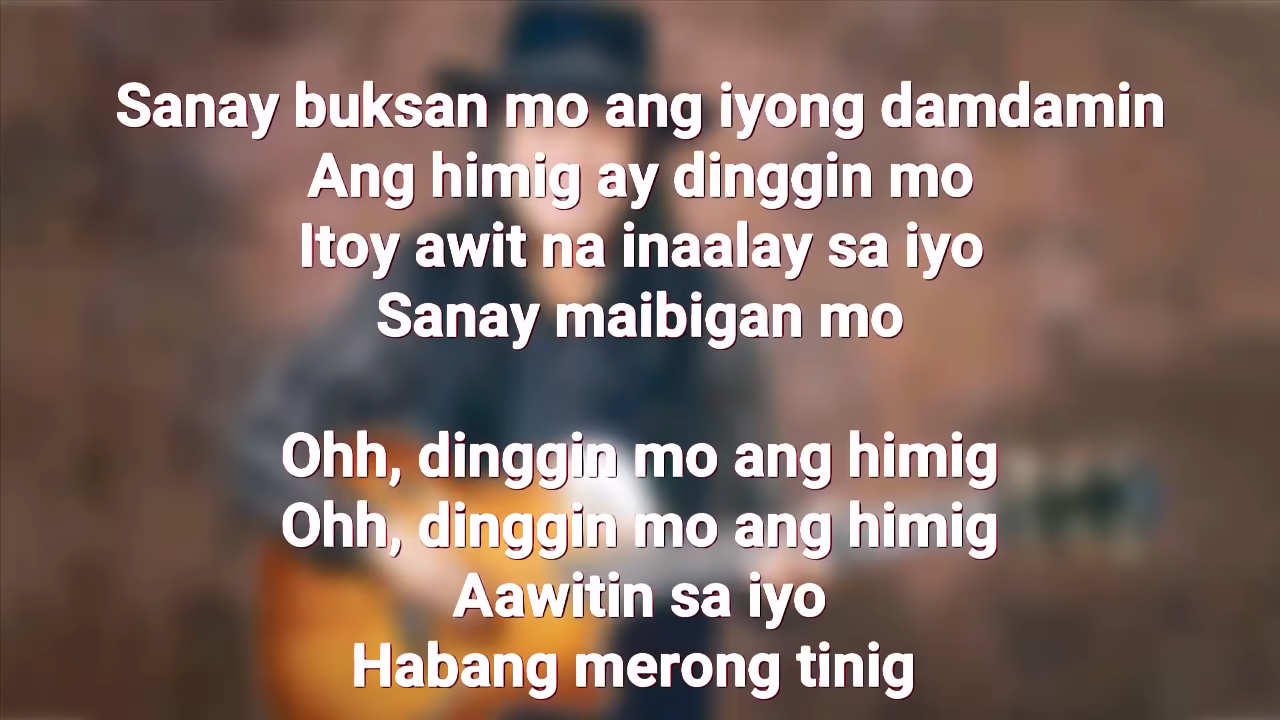 Sanay buksan mo ang iyong damdamin
Ang himig ay dinggin mo
Itoy awit na inaalay sa iyo
Sanay maibigan mo
Ohh, dinggin mo ang himig
Ohh, dinggin mo ang himig
Aawitin sa iyo
Habang merong tinig